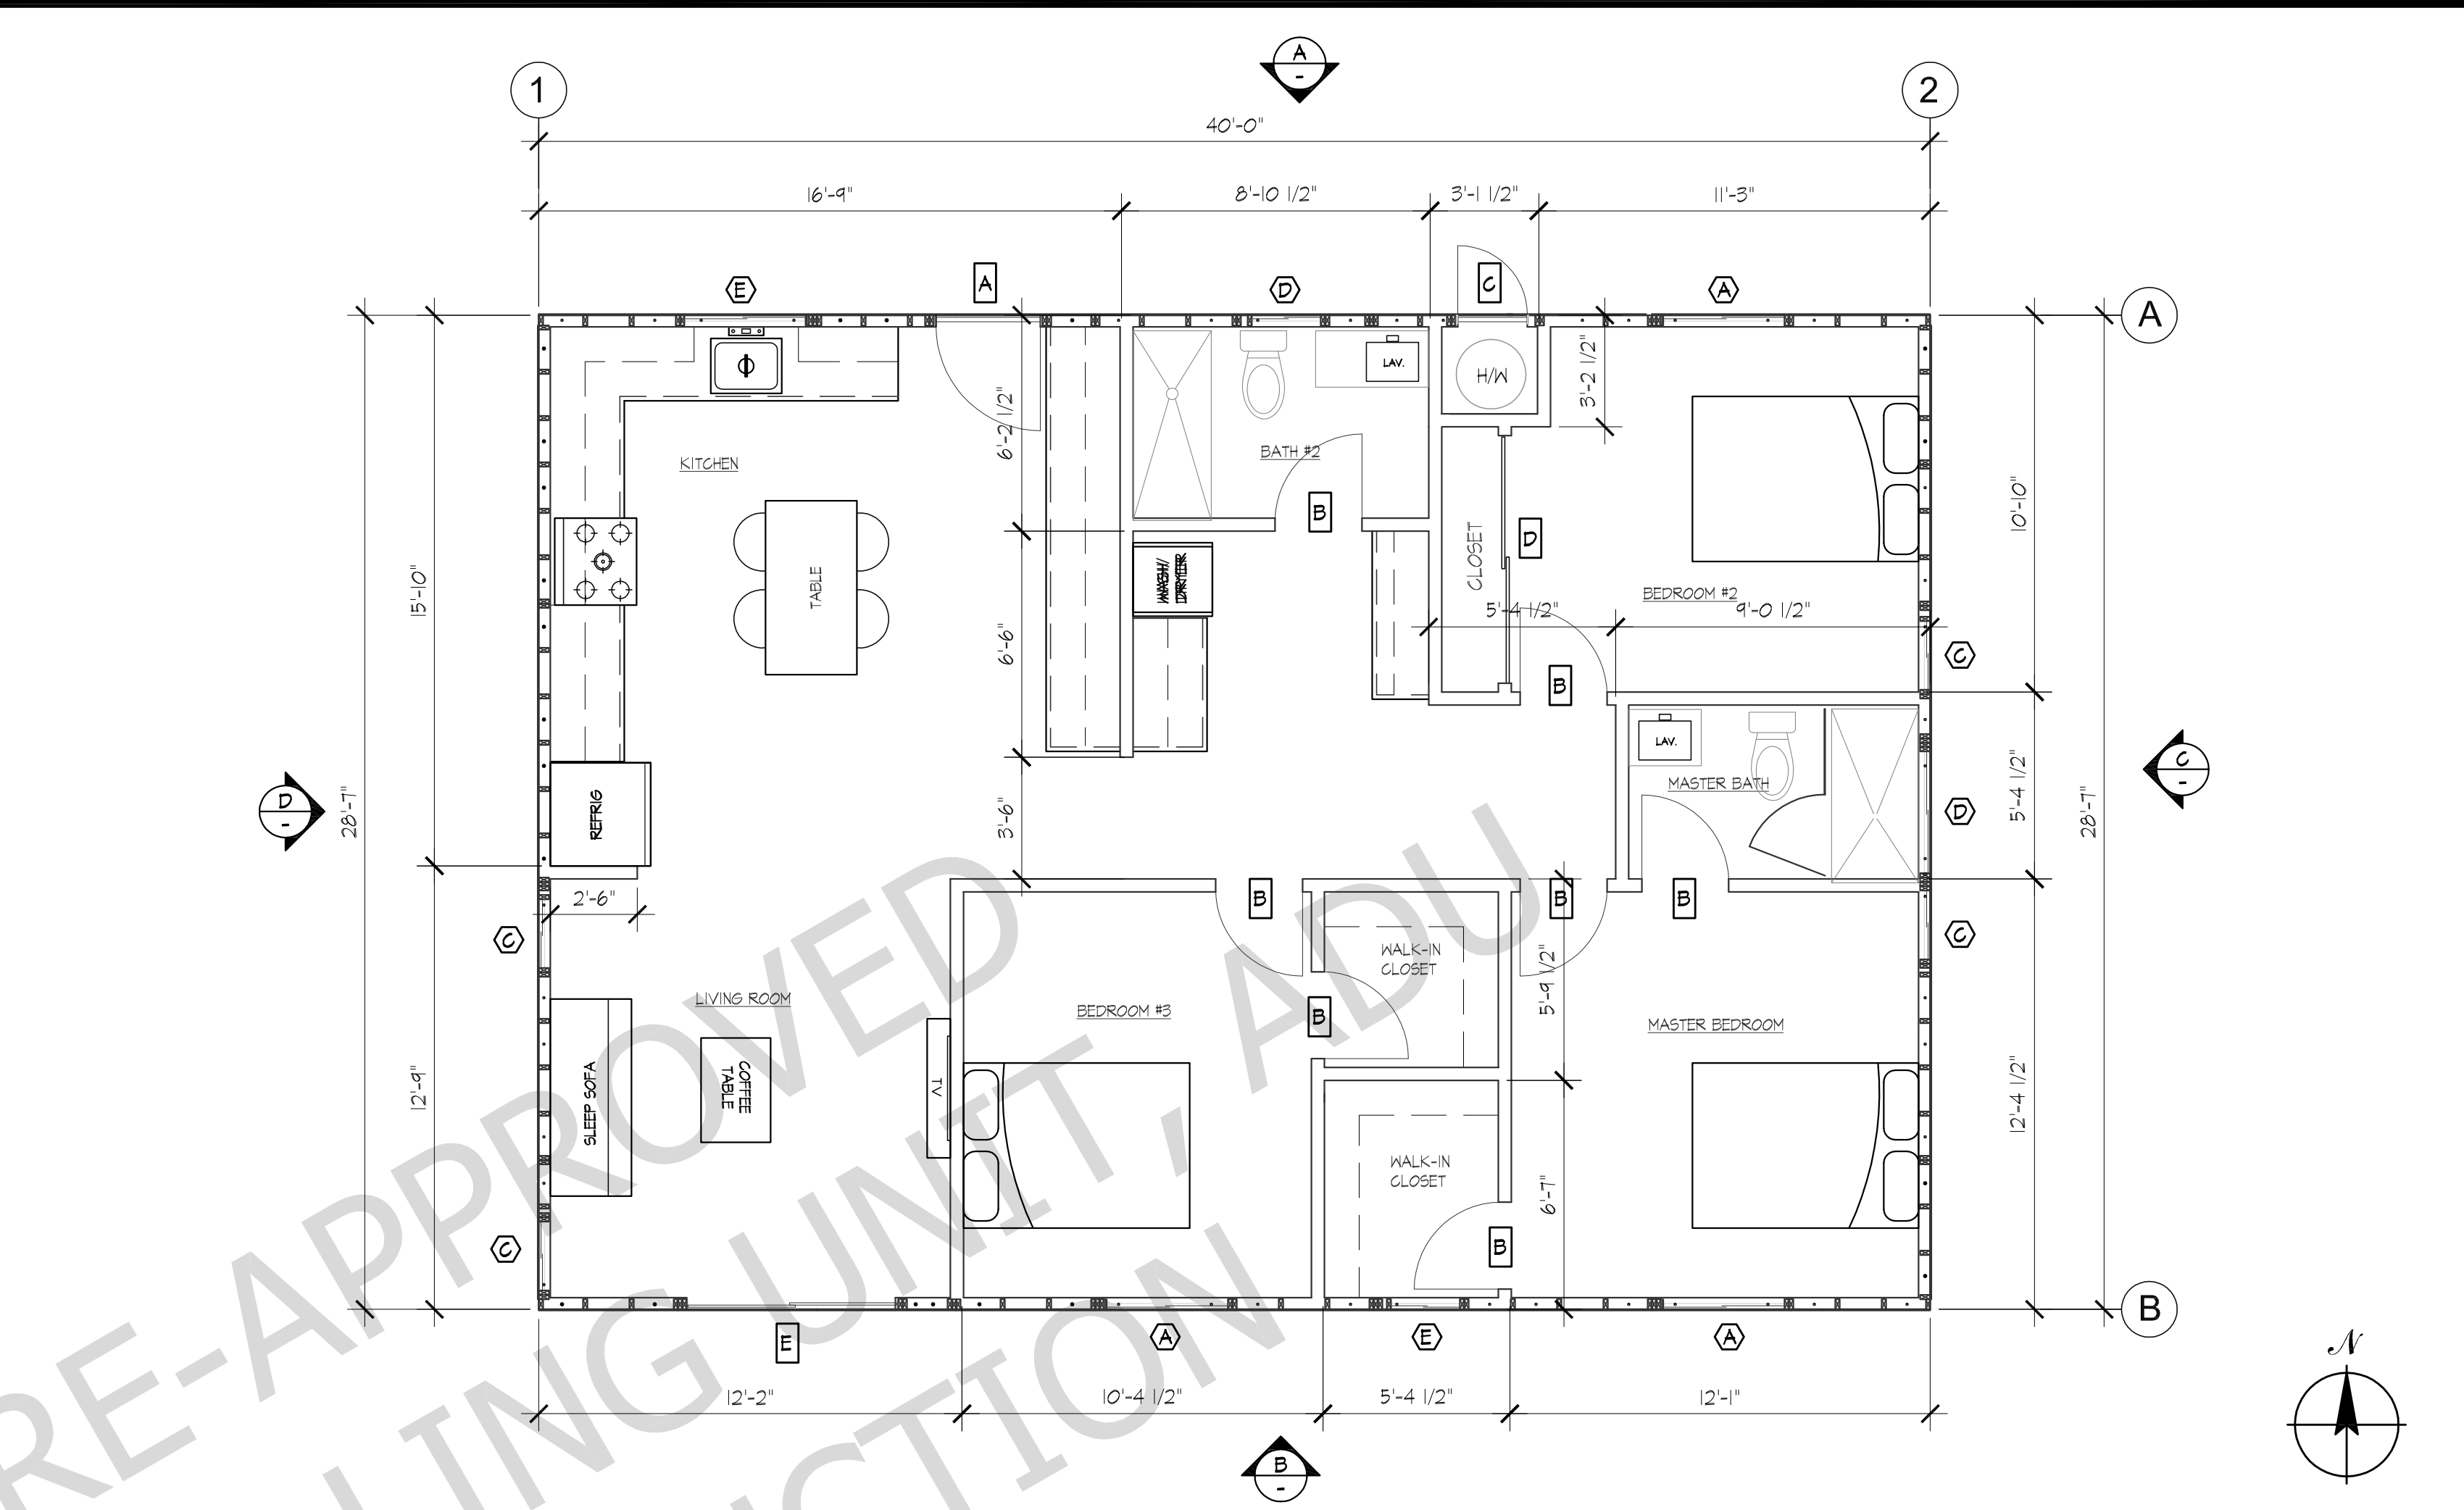 A
-
1
2
40'-0"
16'-9"
8'-10 1/2"
3'-1 1/2"
11'-3"
E
A
D
C
A
A
LAV.
H/W
3'-2 1/2"
6'-2 1/2"
KITCHEN
BATH #2
B
D
CLOSET
10'-10"
15'-10"
TABLE
WASH/
DRYER
BEDROOM #2
5'-4 1/2"
9'-0 1/2"
6'-6"
C
B
LAV.
MASTER BATH
5'-4 1/2"
C
-
D
-
28'-7"
REFRIG
3'-6"
D
28'-7"
2'-6"
B
B
B
C
C
WALK-IN
CLOSET
5'-9 1/2"
LIVING ROOM
BEDROOM #3
B
MASTER BEDROOM
12'-9"
SLEEP SOFA
COFFEE
TABLE
TV
12'-4 1/2"
WALK-IN
CLOSET
6'-7"
C
B
B
E
A
E
A
N
12'-2"
10'-4 1/2"
5'-4 1/2"
12'-1"
B
-
RE-APPROVED
LING UNIT, ADU
CTION